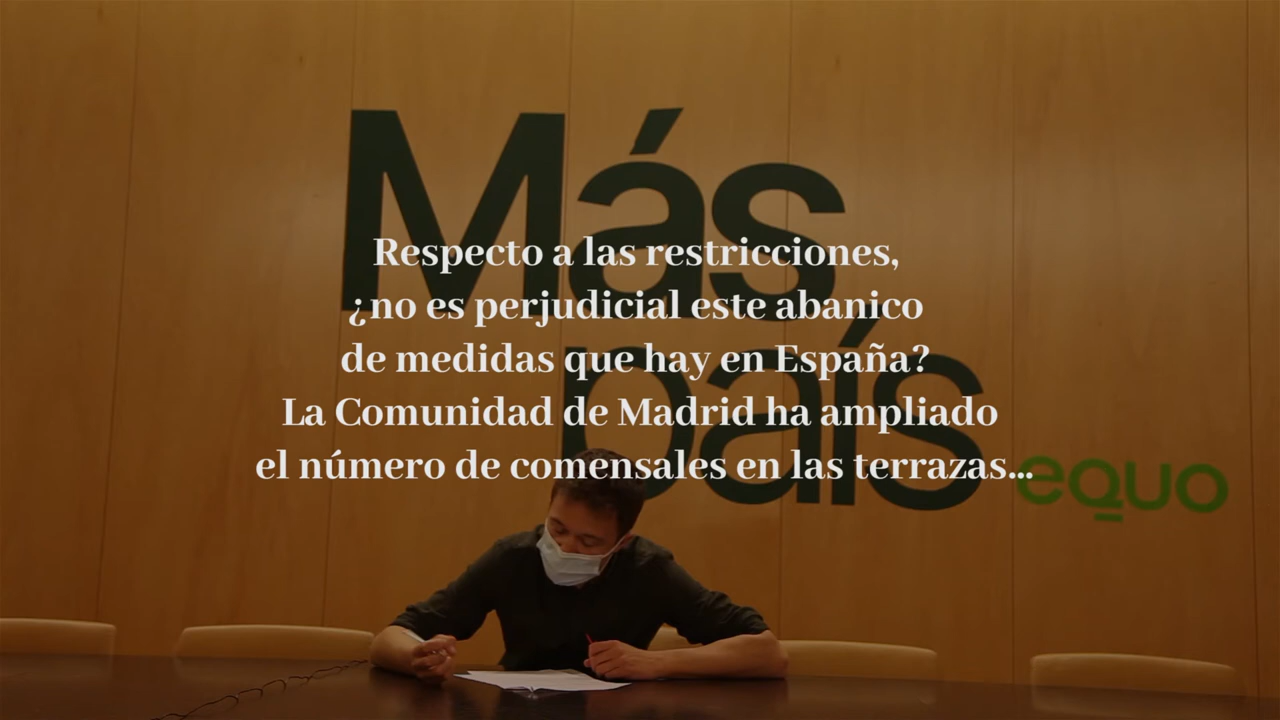 Más
país
equo
Respecto a las restricciones,
¿no es perjudicial este abanico
de medidas que hay en España?
La Comunidad de Madrid ha ampliado
el número de comensales en las terrazas...